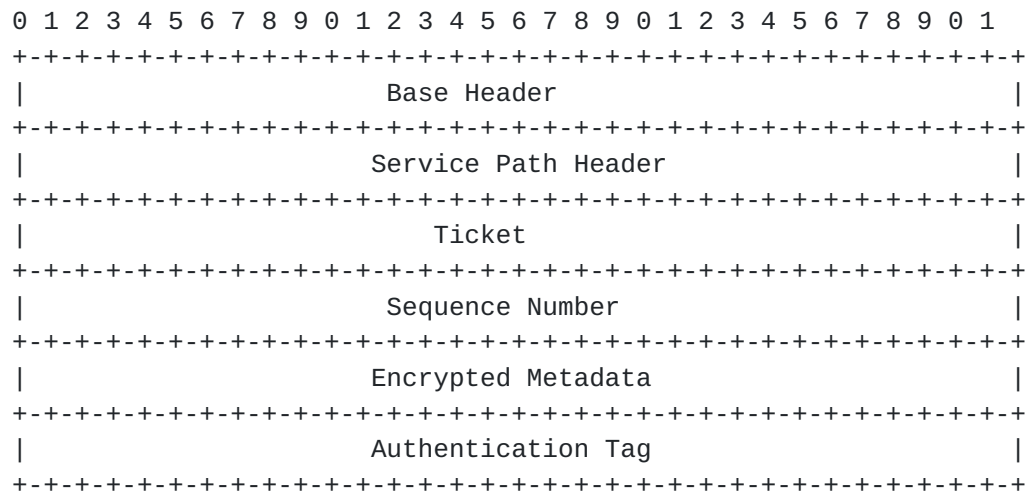 0 1 2 3 4 5 6 7 8 9 0 1 2 3 4 5 6 7 8 9 0 1 2 3 4 5 6 7 8 9 0 1
+-+-+-+-+-+-+-+-+-+-+-+-+-+-+-+-+-+-+-+-+-+-+-+-+-+-+-+-+-+-+-+-+
|                       Base Header                             |
+-+-+-+-+-+-+-+-+-+-+-+-+-+-+-+-+-+-+-+-+-+-+-+-+-+-+-+-+-+-+-+-+
|                      Service Path Header                      |
+-+-+-+-+-+-+-+-+-+-+-+-+-+-+-+-+-+-+-+-+-+-+-+-+-+-+-+-+-+-+-+-+
|                          Ticket                               |
+-+-+-+-+-+-+-+-+-+-+-+-+-+-+-+-+-+-+-+-+-+-+-+-+-+-+-+-+-+-+-+-+
|                       Sequence Number                         |
+-+-+-+-+-+-+-+-+-+-+-+-+-+-+-+-+-+-+-+-+-+-+-+-+-+-+-+-+-+-+-+-+
|                      Encrypted Metadata                       |
+-+-+-+-+-+-+-+-+-+-+-+-+-+-+-+-+-+-+-+-+-+-+-+-+-+-+-+-+-+-+-+-+
|                      Authentication Tag                       |
+-+-+-+-+-+-+-+-+-+-+-+-+-+-+-+-+-+-+-+-+-+-+-+-+-+-+-+-+-+-+-+-+